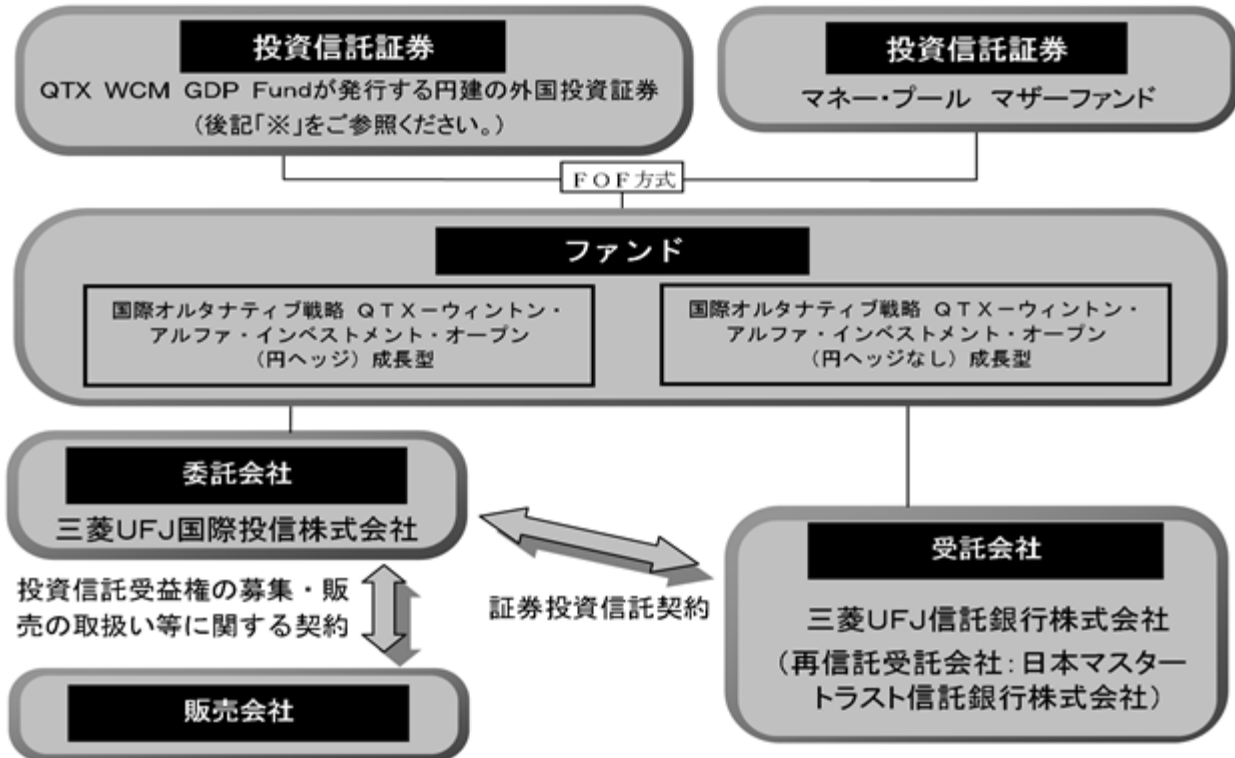 投資信託証券
QTX WCM GDP Fundが発行する円建の外国投資証券
（後記「※」をご参照ください。）
投資信託証券
マネー・プール マザーファンド
ＦＯＦ方式
ファンド
国際オルタナティブ戦略 ＱＴＸ－ウィントン・
アルファ・インベストメント・オープン
（円ヘッジ）成長型
国際オルタナティブ戦略 ＱＴＸ－ウィントン・
アルファ・インベストメント・オープン
（円ヘッジなし）成長型
委託会社
三菱ＵＦＪ国際投信株式会社
投資信託受益権の募集・販
売の取扱い等に関する契約
販売会社
証券投資信託契約
受託会社
三菱ＵＦＪ信託銀行株式会社
（再信託受託会社：日本マスター
トラスト信託銀行株式会社）